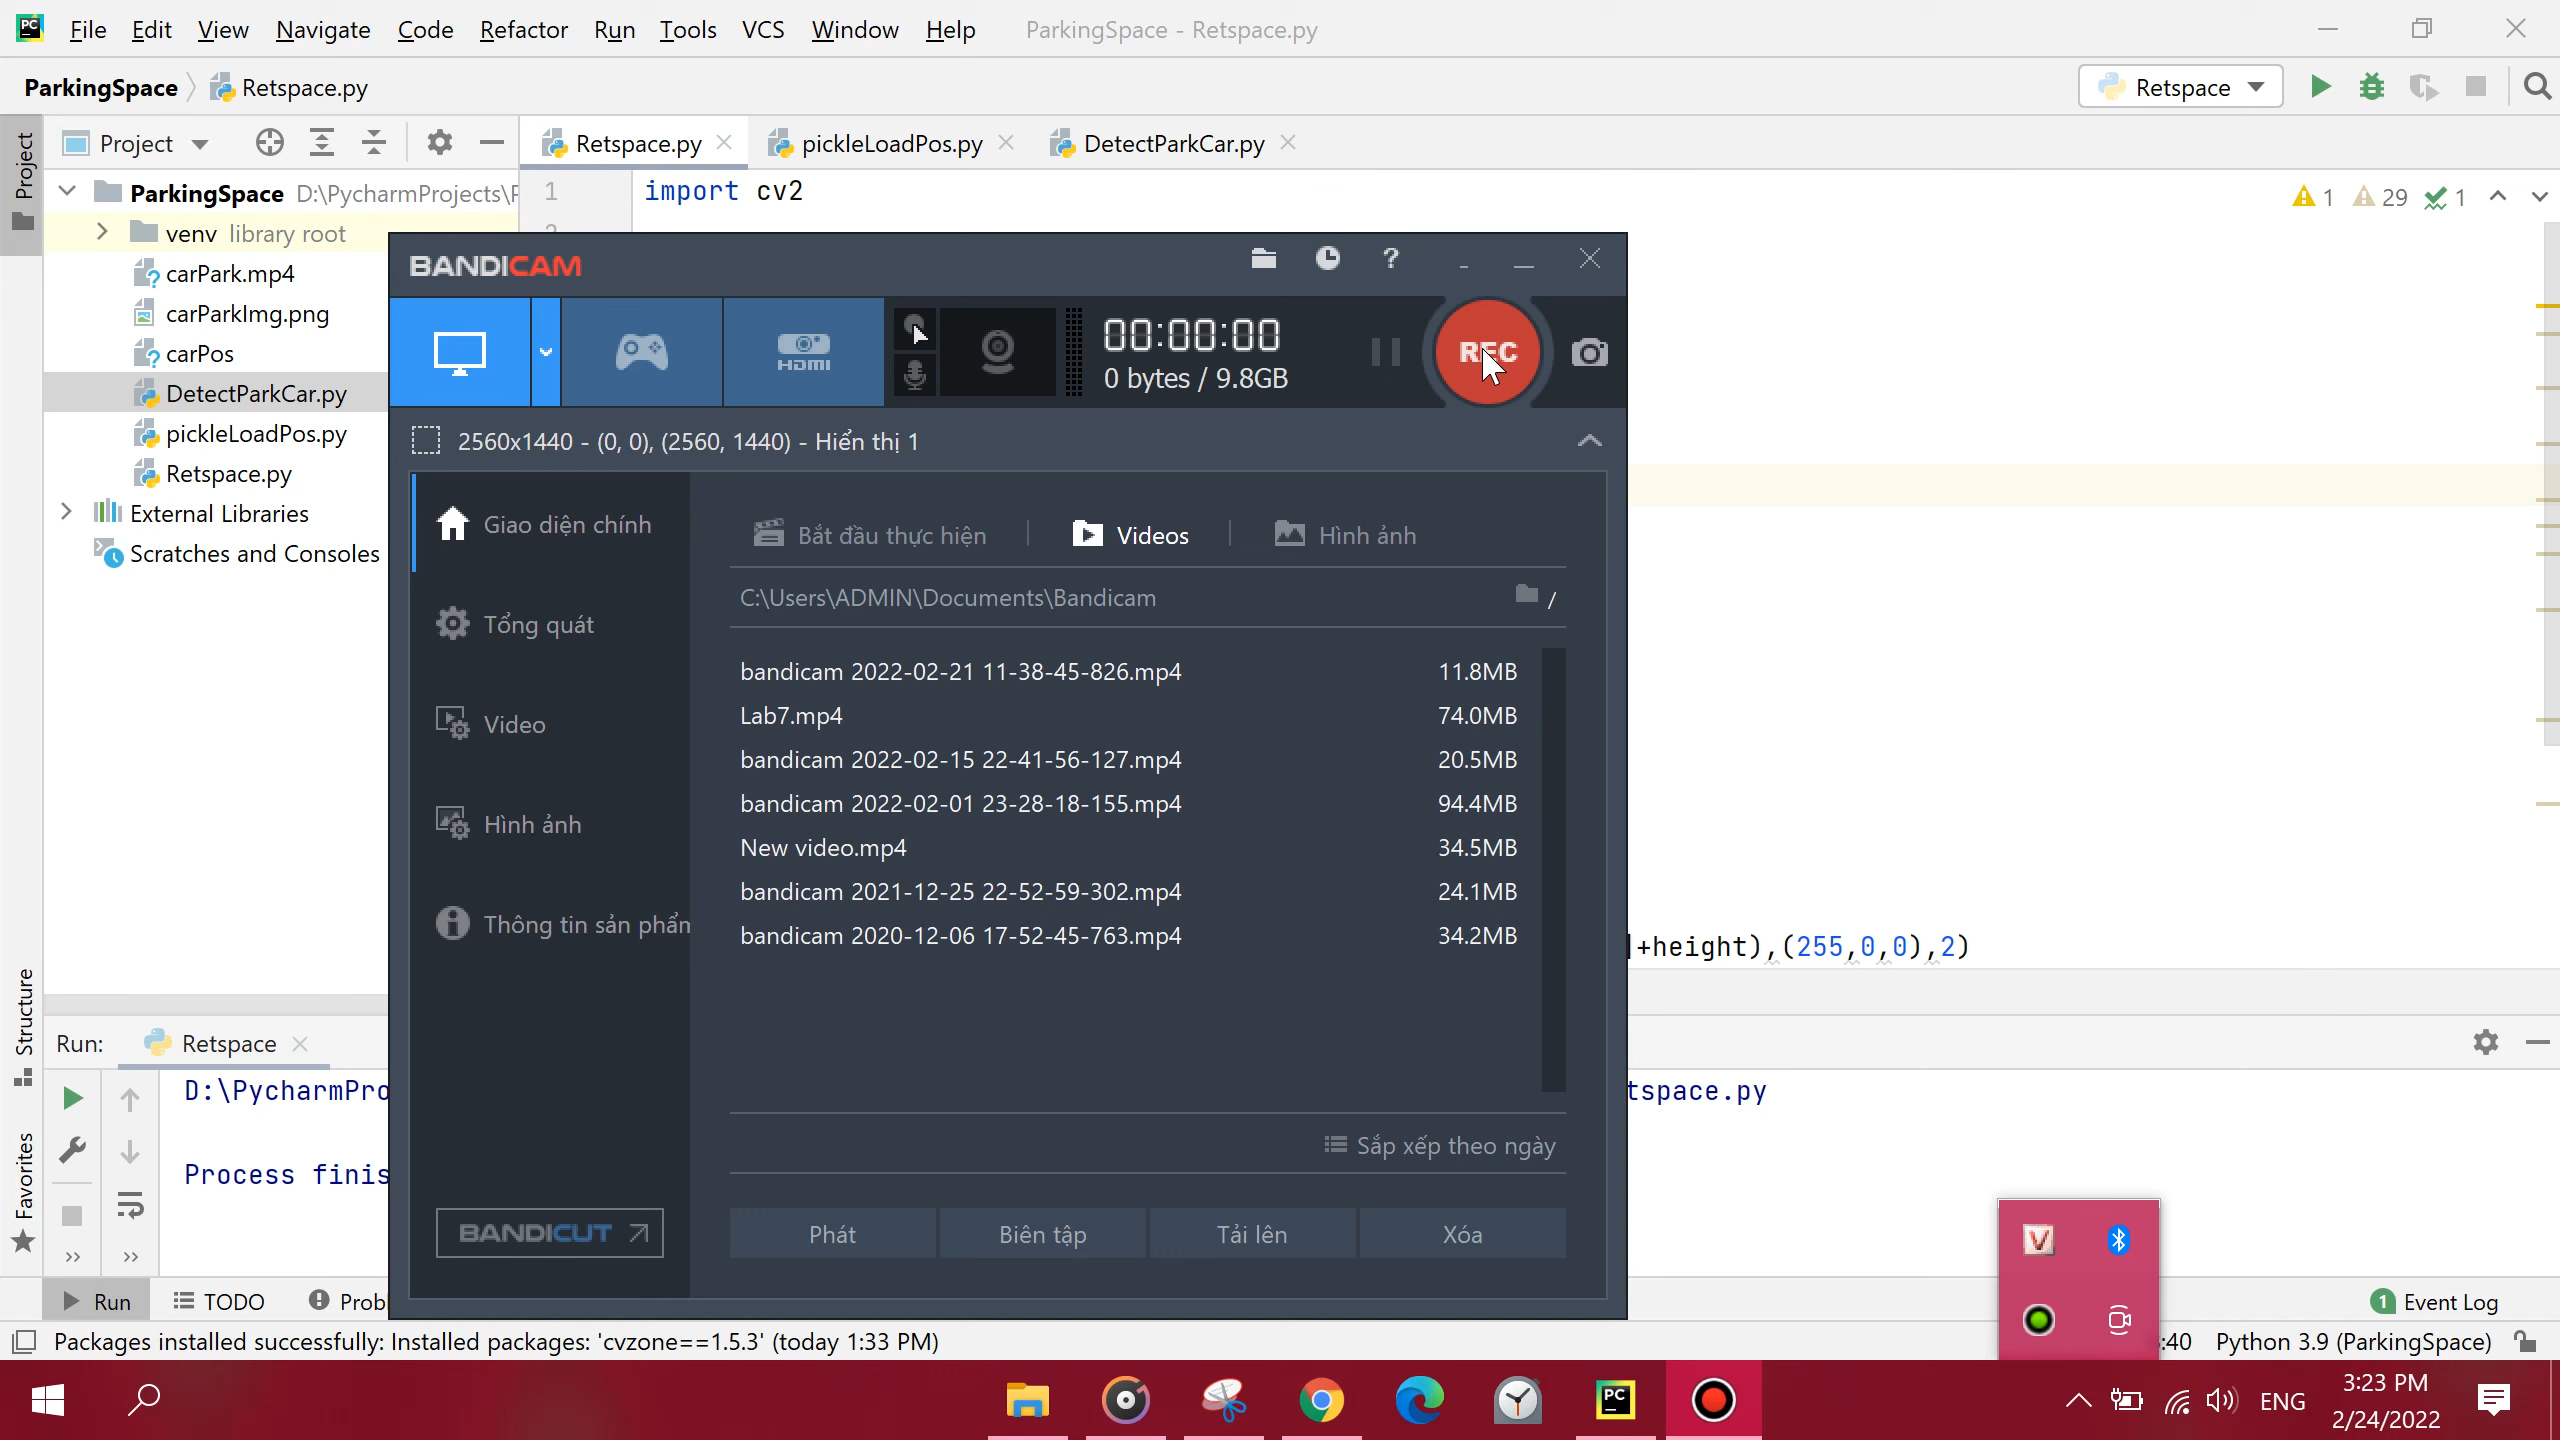 File Edit View Navigate Code Refactor Run Tools VCS Window Help ParkingSpace - Retspace.py
ParkingSpace Retspace.py Retspace
Project Retspace.py pickleLoadPos.py DetectParkCar.py
Project
ParkingSpace D:\PycharmProjects\
1 import cv2
1 29 1
venv library root
carPark.mp4
carParkImg.png
carPos
DetectParkCar.py
pickleLoadPos.py
Retspace.py
External Libraries
Scratches and Consoles
BANDICAM
?
HDMI
00:00:00
0 bytes / 9.8GB
REC
2560x1440 - (0, 0), (2560, 1440) - Hiển thị 1
Giao diện chính
Tổng quát
Video
Hình ảnh
Thông tin sản phẩm
BANDICUT
Bắt đầu thực hiện Videos Hình ảnh
C:\Users\ADMIN\Documents\Bandicam /
bandicam 2022-02-21 11-38-45-826.mp4 11.8MB
Lab7.mp4 74.0MB
bandicam 2022-02-15 22-41-56-127.mp4 20.5MB
bandicam 2022-02-01 23-28-18-155.mp4 94.4MB
New video.mp4 34.5MB
bandicam 2021-12-25 22-52-59-302.mp4 24.1MB
bandicam 2020-12-06 17-52-45-763.mp4 34.2MB
Sắp xếp theo ngày
Phát Biên tập Tải lên Xóa
+height),(255,0,0),2)
Structure
Favorites
Run: Retspace
D:\PycharmPro
tspace.py
Process finis
Run TODO Probl
1 Event Log
Packages installed successfully: Installed packages: 'cvzone==1.5.3' (today 1:33 PM)
:40 Python 3.9 (ParkingSpace)
ENG
3:23 PM
2/24/2022